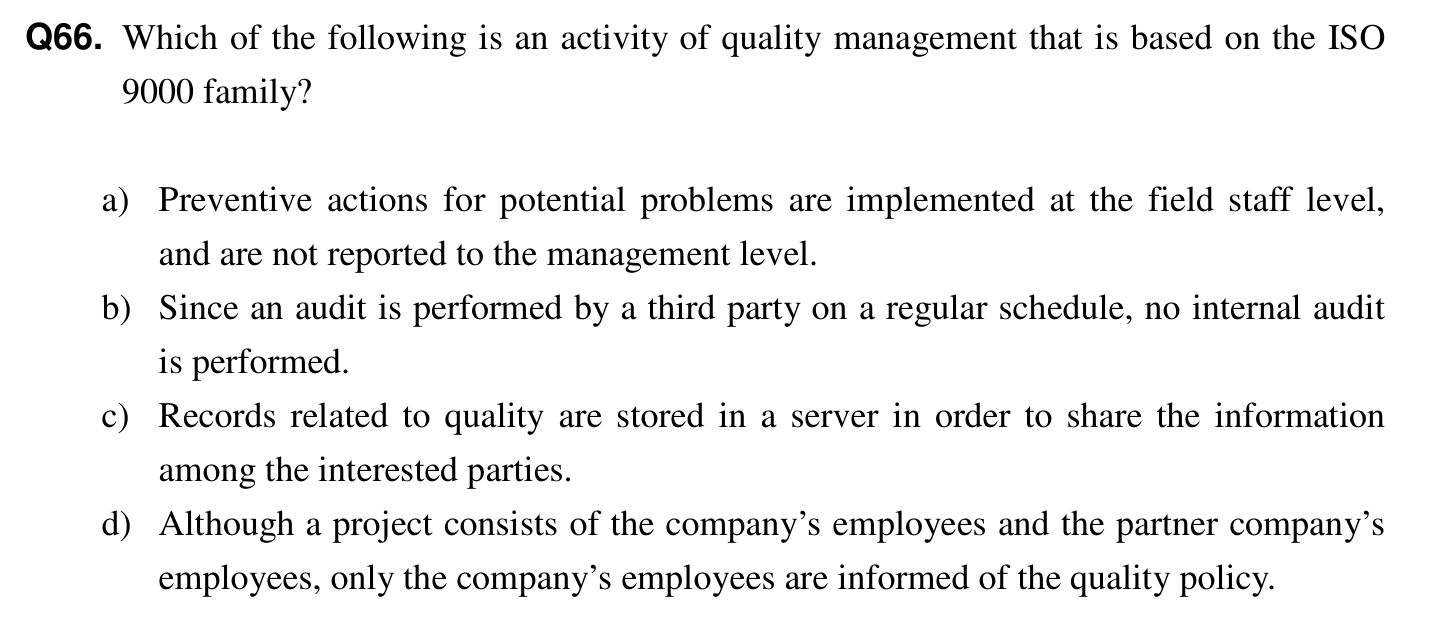 Q66. Which of the following is an activity of quality management that is based on the ISO
9000 family?
a) Preventive actions for potential problems are implemented at the field staff level,
and are not reported to the management level.
b) Since an audit is performed by a third party on a regular schedule, no internal audit
is performed.
c) Records related to quality are stored in a server in order to share the information
among the interested parties.
d) Although a project consists of the company’s employees and the partner company’s
employees, only the company’s employees are informed of the quality policy.